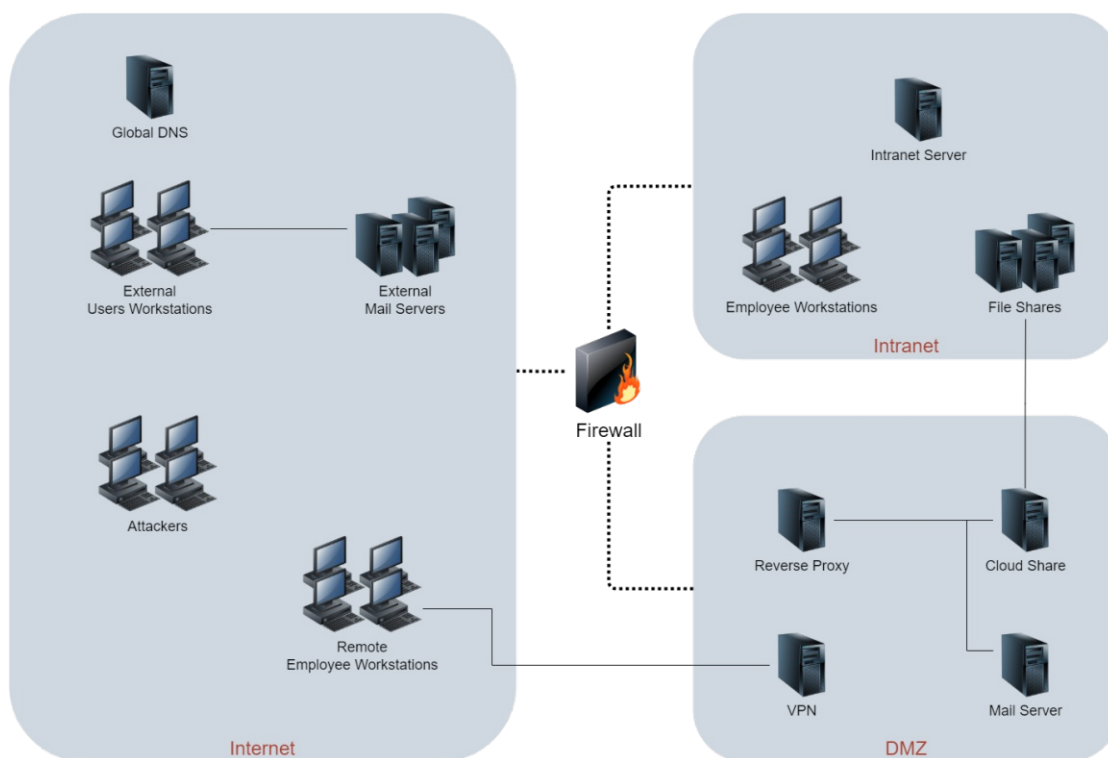 Global DNS
External
Users Workstations
External
Mail Servers
Attackers
Remote
Employee Workstations
Internet
Firewall
Intranet Server
Employee Workstations
File Shares
Intranet
Reverse Proxy
Cloud Share
VPN
Mail Server
DMZ